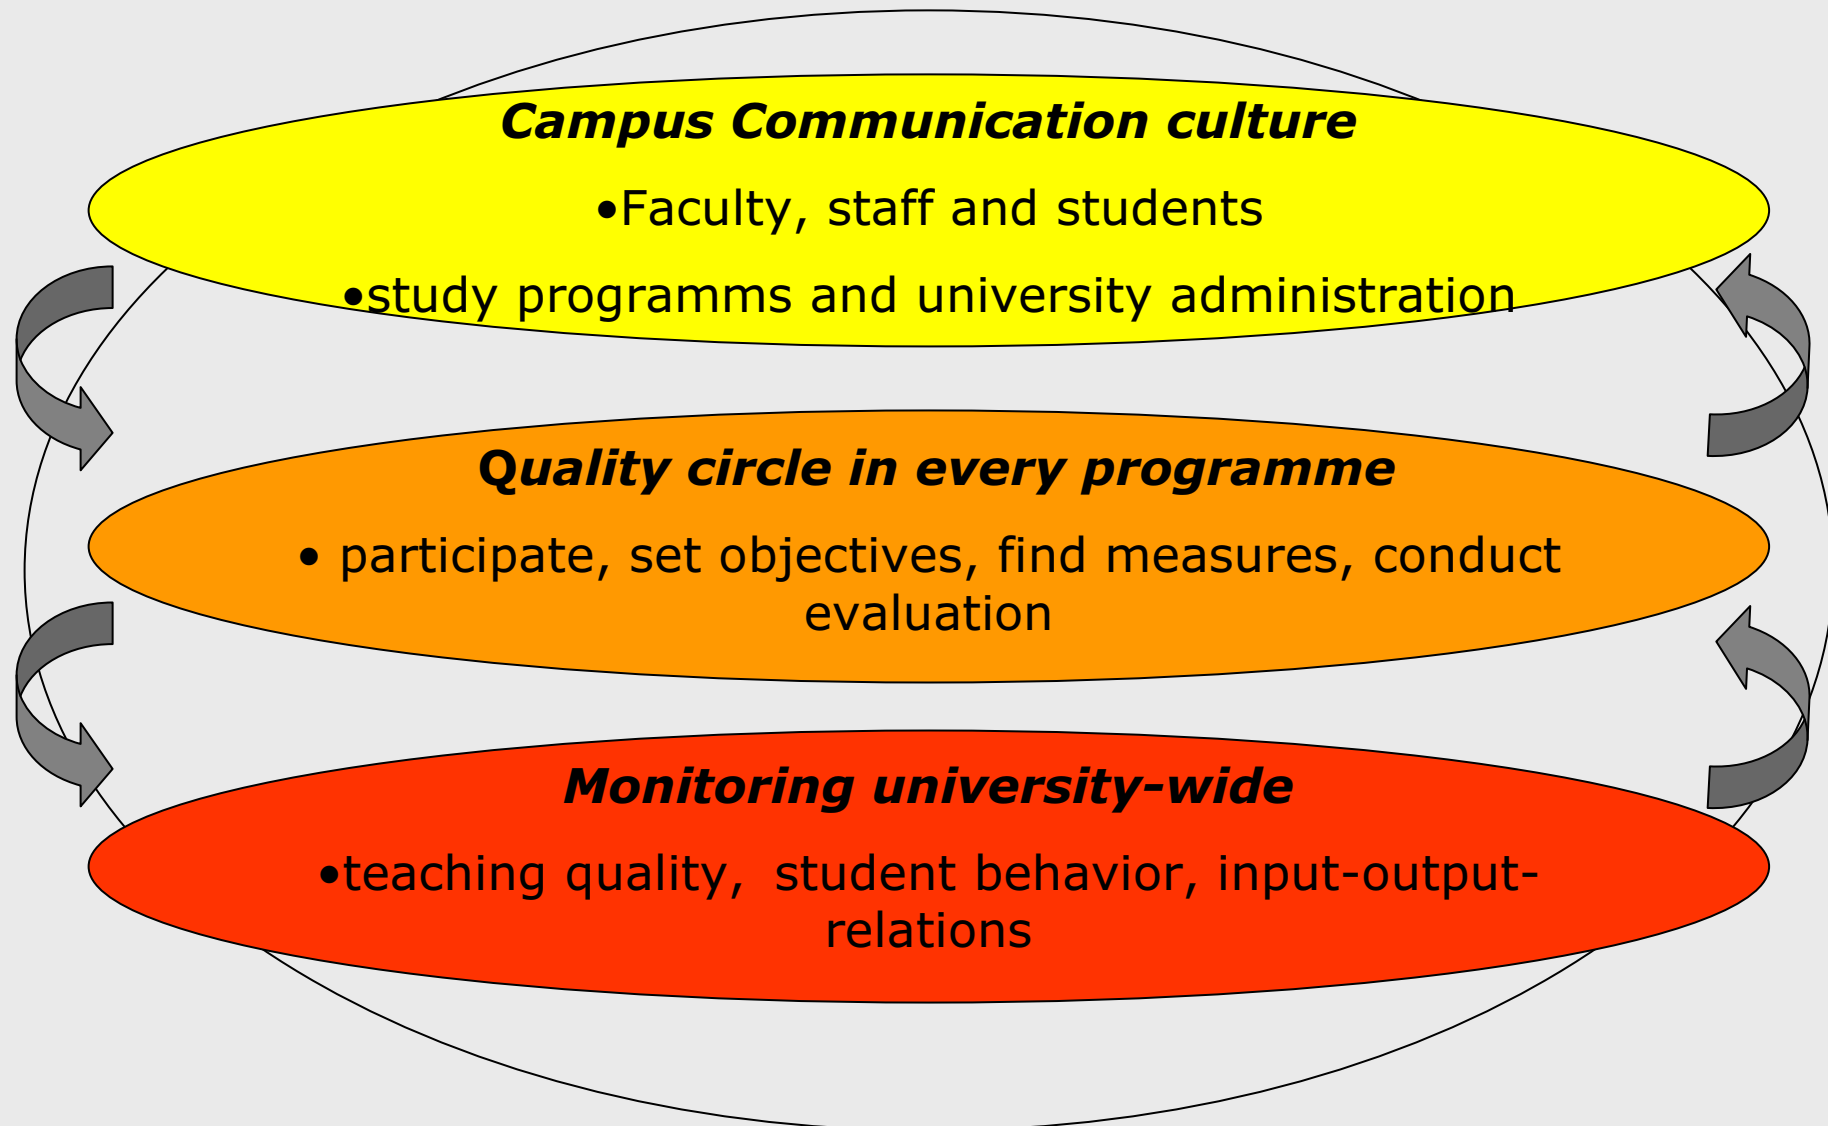 Campus Communication culture
•Faculty, staff and students
•study programms and university administration
Quality circle in every programme
• participate, set objectives, find measures, conduct
evaluation
Monitoring university-wide
•teaching quality, student behavior, input-output-
relations